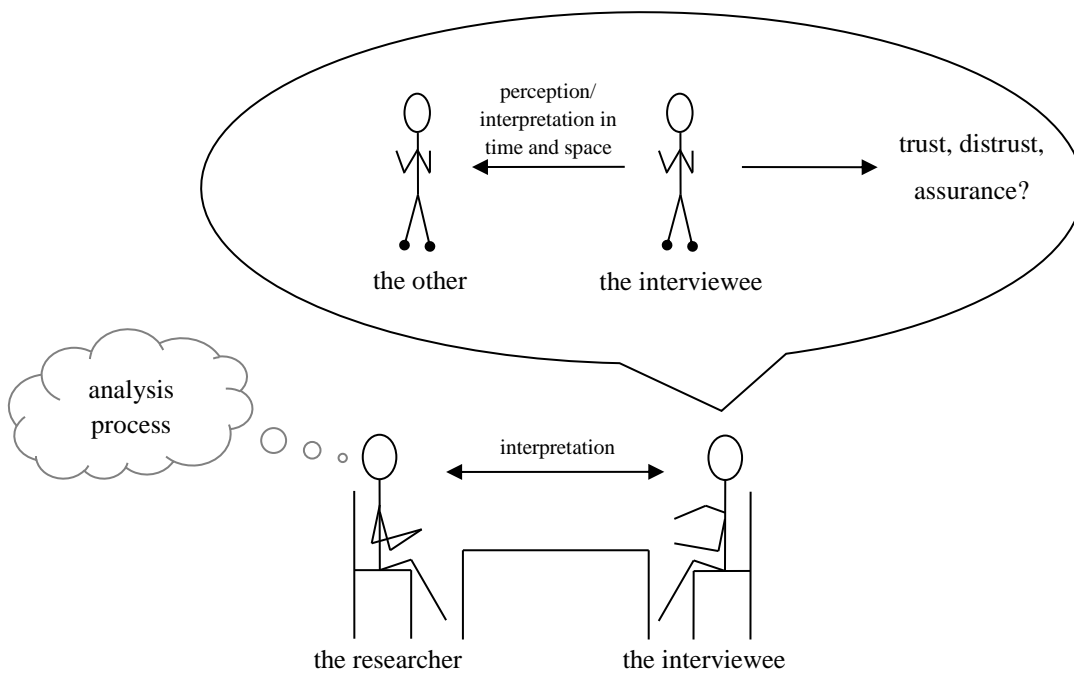 perception/
interpretation in
time and space
trust, distrust,
assurance?
the other
the interviewee
analysis
process
interpretation
the researcher
the interviewee